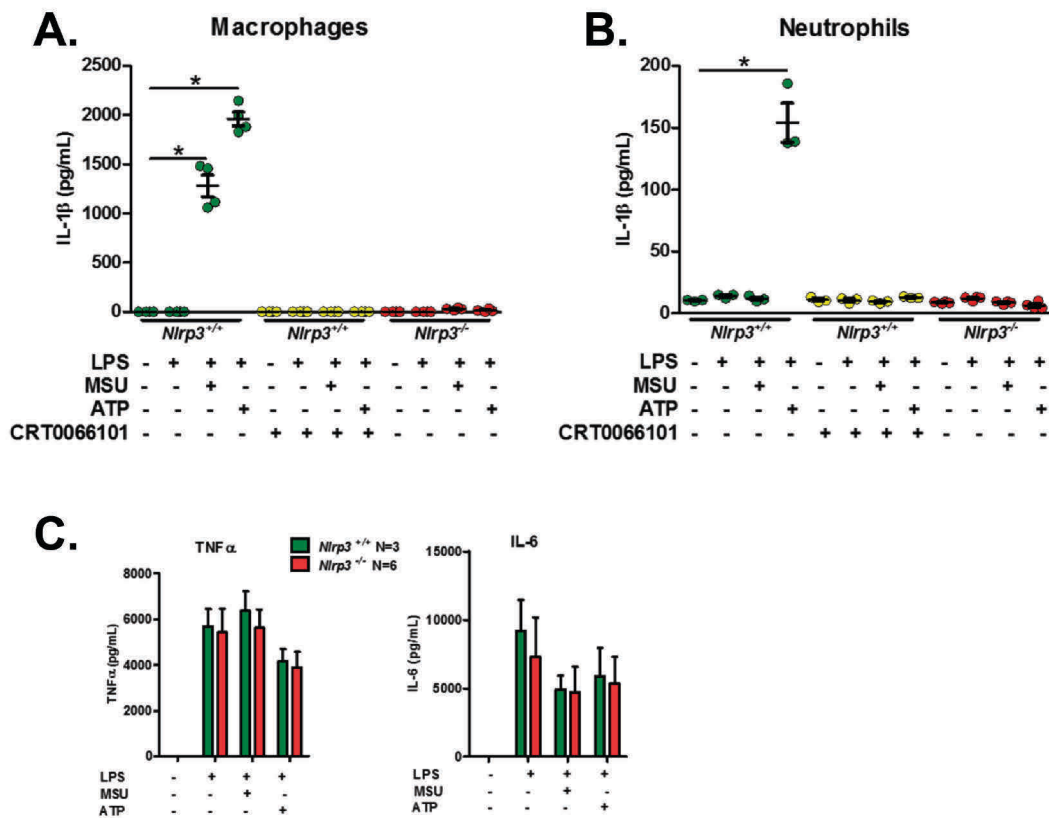 A. Macrophages
*
*
IL-1β (pg/mL)
2500
2000
1500
1000
500
0
Nlrp3+/+ Nlrp3+/+ Nlrp3-/-
LPS - + + + - + + + - + + +
MSU - - + - - - + - - - + -
ATP - - - + - - - + - - - +
CRT0066101 - - - - + + + + - - - -
B. Neutrophils
*
IL-1β (pg/mL)
200
150
100
50
0
Nlrp3+/+ Nlrp3+/+ Nlrp3-/-
LPS - + + + - + + + - + + +
MSU - - + - - - + - - - + -
ATP - - - + - - - + - - - +
CRT0066101 - - - - + + + + - - - -
C.
TNFα
Nlrp3 +/+ N=3
Nlrp3 -/- N=6
TNFα (pg/mL)
8000
6000
4000
2000
0
LPS - + + +
MSU - - + -
ATP - - - +
IL-6
IL-6 (pg/mL)
15000
10000
5000
0
LPS - + + +
MSU - - + -
ATP - - - +